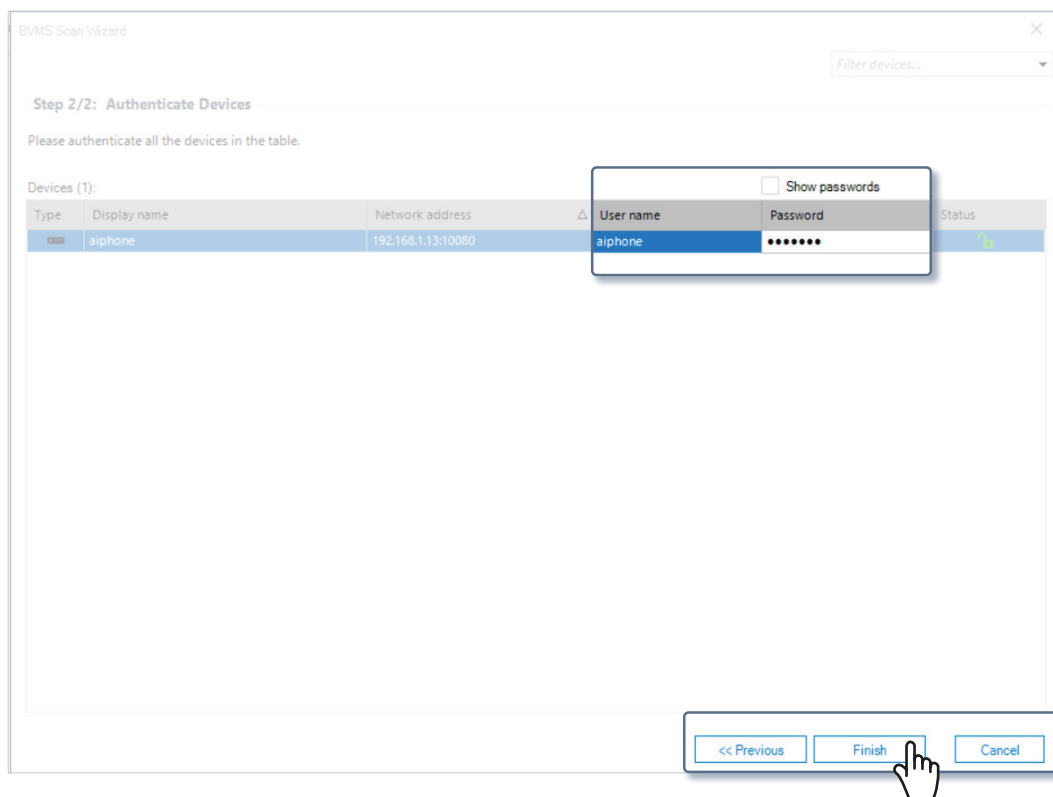 BVMS Scan Wizard
Filter devices...
Step 2/2: Authenticate Devices
Please authenticate all the devices in the table.
Devices (1):
Show passwords
Type Display name Network address User name Password Status
aiphone 192.168.1.13:10080 aiphone •••••••
<< Previous Finish Cancel